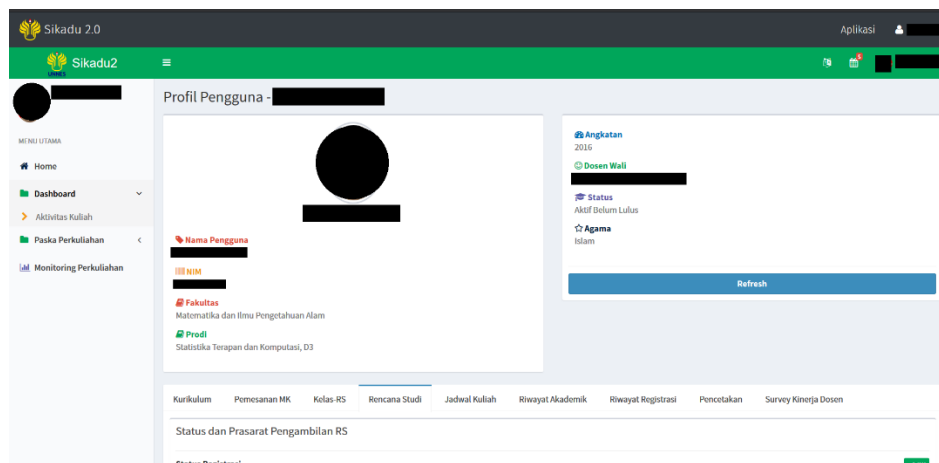 Sikadu 2.0
Aplikasi
UNNES
Sikadu2
Profil Pengguna -
MENU UTAMA
Home
Dashboard
Aktivitas Kuliah
Paska Perkuliahan
Monitoring Perkuliahan
Nama Pengguna
NIM
Fakultas
Matematika dan Ilmu Pengetahuan Alam
Prodi
Statistika Terapan dan Komputasi, D3
Angkatan
2016
Dosen Wali
Status
Aktif Belum Lulus
Agama
Islam
Refresh
Kurikulum Pemesanan MK Kelas-RS Rencana Studi Jadwal Kuliah Riwayat Akademik Riwayat Registrasi Pencetakan Survey Kinerja Dosen
Status dan Prasarat Pengambilan RS
Status Registrasi